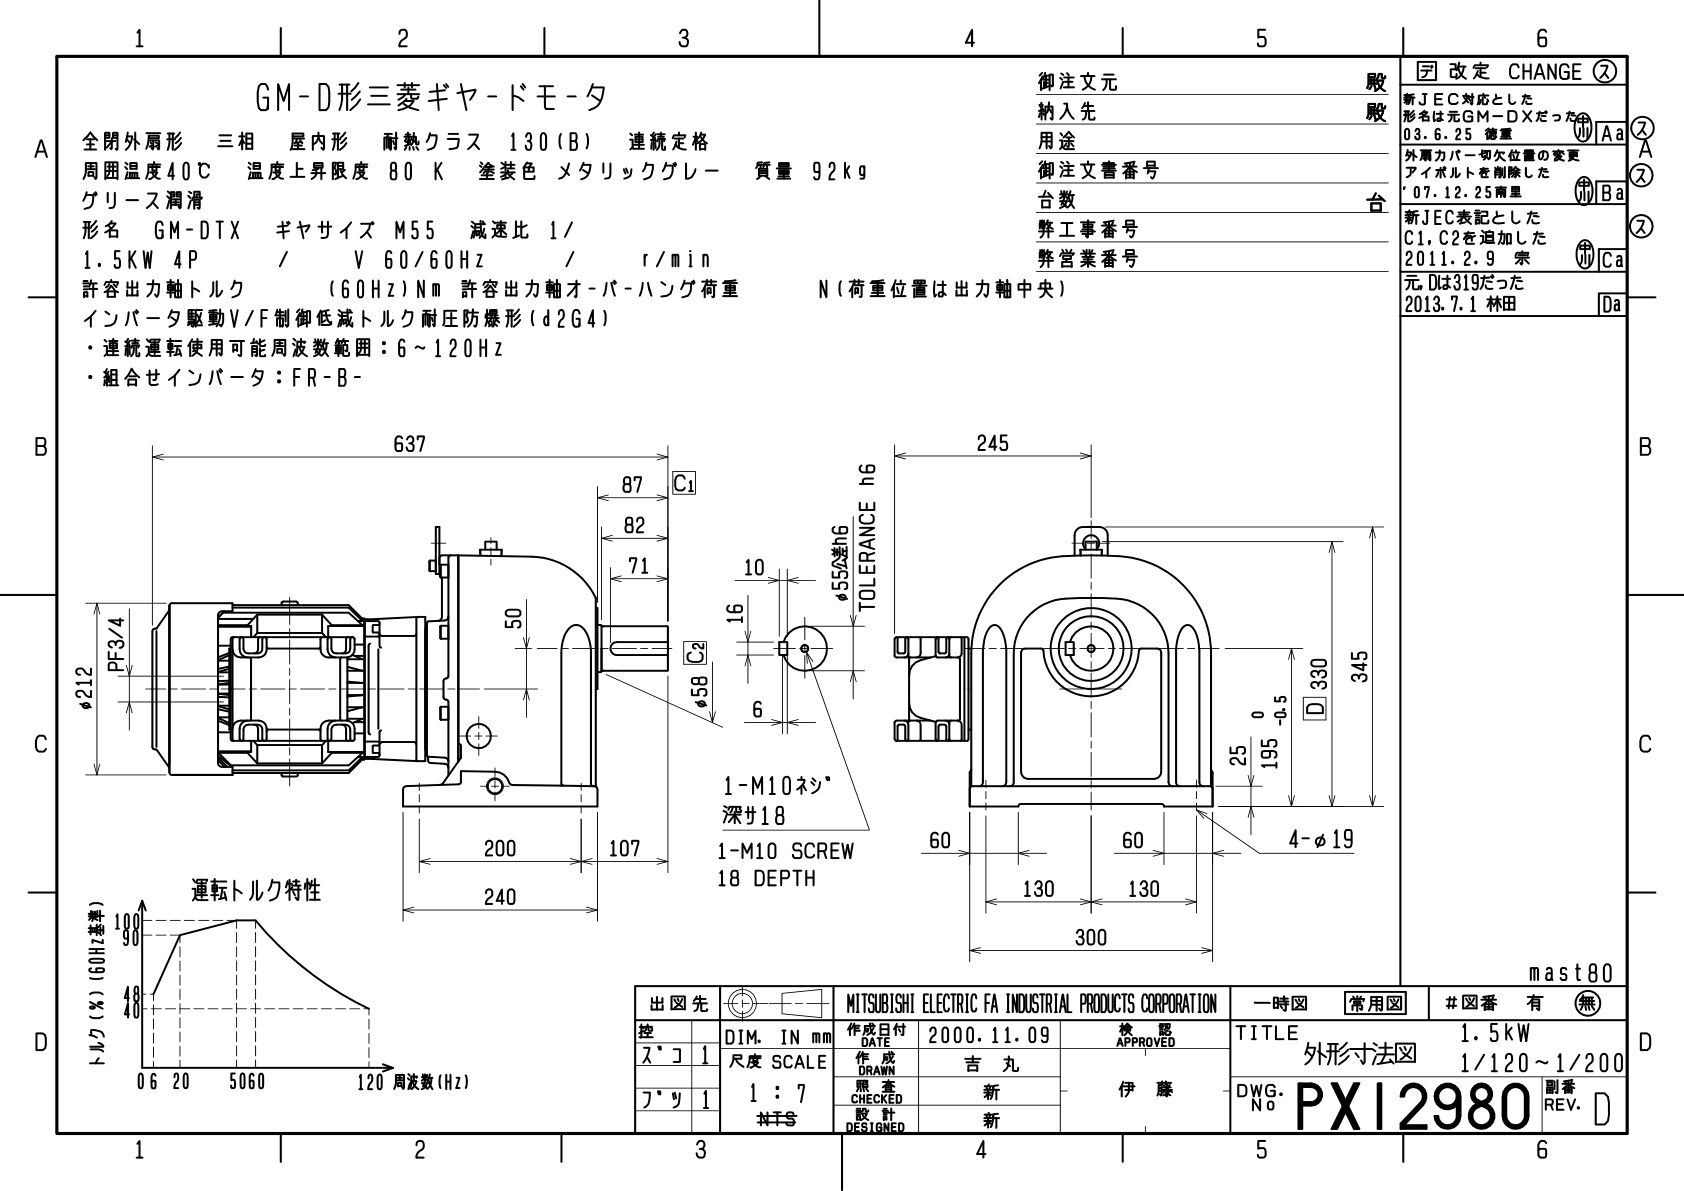 1 2 3 4 5 6
GM-D形三菱ギヤードモータ
全閉外扇形 三相 屋内形 耐熱クラス 130(B) 連続定格
周囲温度40℃ 温度上昇限度 80 K 塗装色 メタリックグレー 質量 92kg
グリース潤滑
形名 GM-DTX ギヤサイズ M55 減速比 1/
1.5KW 4P / V 60/60Hz / r/min
許容出力軸トルク (60Hz)Nm 許容出力軸オーバーハング荷重 N(荷重位置は出力軸中央)
インバータ駆動V/F制御低減トルク耐圧防爆形(d2G4)
・連続運転使用可能周波数範囲:6~120Hz
・組合せインバータ:FR-B-
御注文元 殿
納入先 殿
用途
御注文書番号
台数 台
弊工事番号
弊営業番号
デ 改定 CHANGE ス
新JEC対応とした
形名は元GM-DXだった
03.6.25 徳重 ホ Aa ス
外扇カバー切欠位置の変更
アイボルトを削除した ス
'07.12.25南里 ホ Ba
新JEC表記とした ス
C1,C2を追加した
2011.2.9 宗 ホ Ca
元,Dは319だった
2013.7.1 林田 Da
A A
B B
C C
D D
637
87 C1
82
71
50
C2
φ58
φ212
PF3/4
200 107
240
10
16
6
φ55公差h6
TOLERANCE h6
1-M10ネジ
深サ18
1-M10 SCREW
18 DEPTH
245
D 330
345
0
195 -0.5
25
60 60
4-φ19
130 130
300
運転トルク特性
トルク(%)(60Hz基準)
100
90
48
40
0 6 20 50 60 120 周波数(Hz)
mast80
出図先
控
ズコ 1
ブツ 1
DIM. IN mm
尺度 SCALE
1 : 7
NTS
MITSUBISHI ELECTRIC FA INDUSTRIAL PRODUCTS CORPORATION
作成日付 DATE 2000.11.09
検認 APPROVED
作成 DRAWN 吉丸
照査 CHECKED 新
伊藤
設計 DESIGNED 新
一時図 常用図 #図番 有 無
TITLE 1.5kW
外形寸法図 1/120~1/200
DWG. No PX12980
副番 REV. D
1 2 3 4 5 6